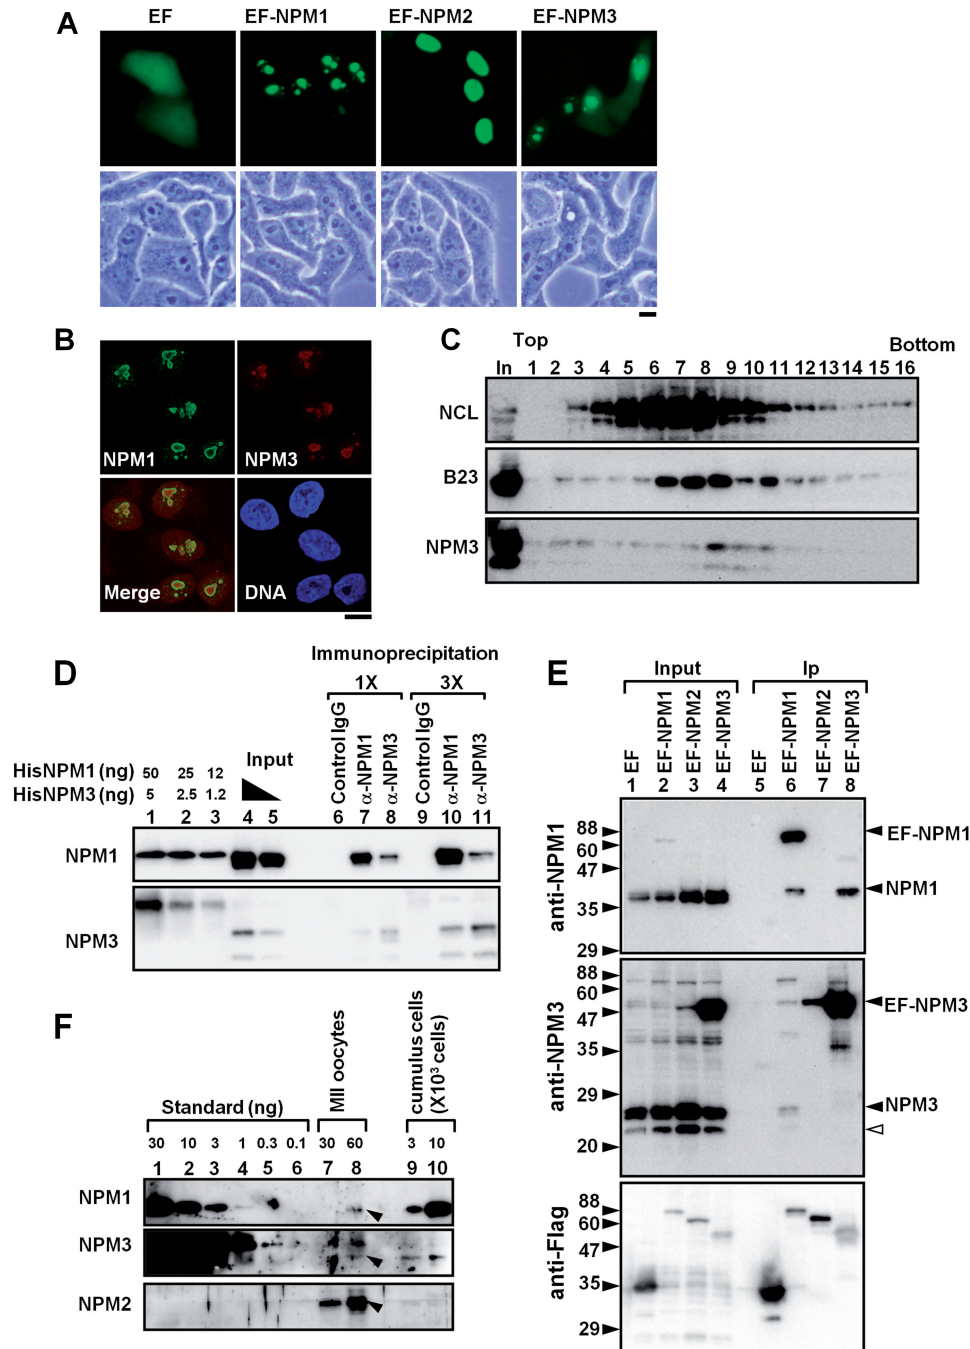 A
EF
EF-NPM1
EF-NPM2
EF-NPM3
B
NPM1
NPM3
Merge
DNA
C
Top
Bottom
In 1 2 3 4 5 6 7 8 9 10 11 12 13 14 15 16
NCL
B23
NPM3
D
Immunoprecipitation
1X 3X
Control IgG
α-NPM1
α-NPM3
Control IgG
α-NPM1
α-NPM3
HisNPM1 (ng) 50 25 12
HisNPM3 (ng) 5 2.5 1.2
Input
1 2 3 4 5 6 7 8 9 10 11
NPM1
NPM3
E
Input Ip
EF
EF-NPM1
EF-NPM2
EF-NPM3
EF
EF-NPM1
EF-NPM2
EF-NPM3
1 2 3 4 5 6 7 8
anti-NPM1
88
60
47
35
29
EF-NPM1
NPM1
anti-NPM3
88
60
47
35
29
20
EF-NPM3
NPM3
anti-Flag
88
60
47
35
29
F
Standard (ng)
MII oocytes
cumulus cells
(X10³ cells)
30 10 3 1 0.3 0.1 30 60 3 10
1 2 3 4 5 6 7 8 9 10
NPM1
NPM3
NPM2